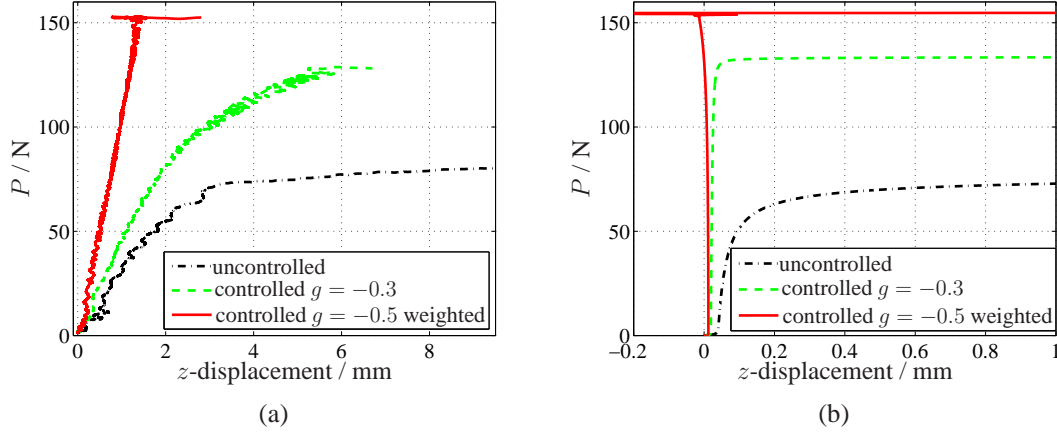 150
100
50
0
P / N
0
2
4
6
8
z-displacement / mm
uncontrolled
controlled g = −0.3
controlled g = −0.5 weighted
(a)
150
100
50
0
P / N
−0.2
0
0.2
0.4
0.6
0.8
1
z-displacement / mm
uncontrolled
controlled g = −0.3
controlled g = −0.5 weighted
(b)